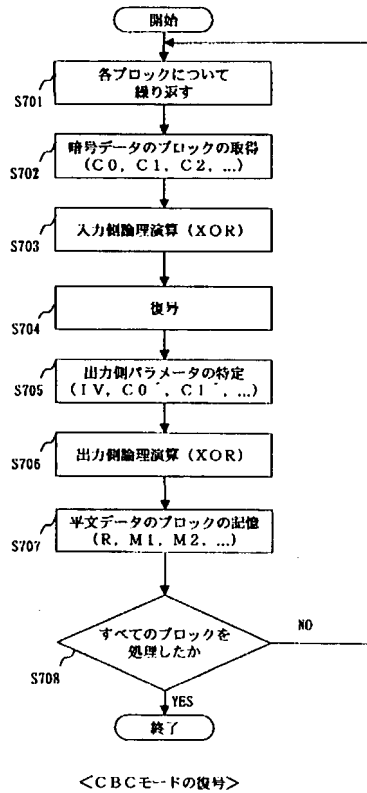 開始
各ブロックについて
繰り返す
S701
暗号データのブロックの取得
(C0, C1, C2, ...)
S702
入力側論理演算 (XOR)
S703
復号
S704
出力側パラメータの特定
(IV, C0´, C1´, ...)
S705
出力側論理演算 (XOR)
S706
平文データのブロックの記憶
(R, M1, M2, ...)
S707
すべてのブロックを
処理したか
NO
S708
YES
終了
<CBCモードの復号>